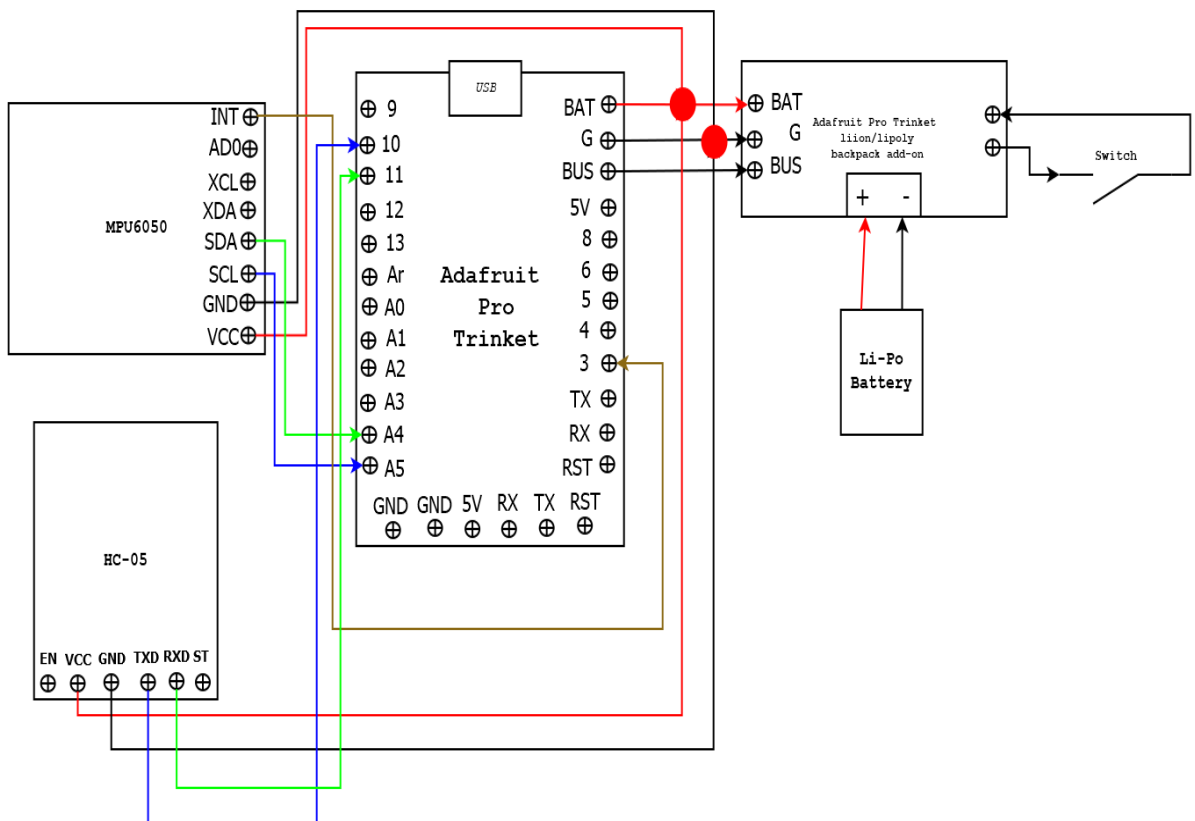 USB
INT
AD0
XCL
XDA
SDA
SCL
GND
VCC
MPU6050
9
10
11
12
13
Ar
A0
A1
A2
A3
A4
A5
Adafruit
Pro
Trinket
BAT
G
BUS
5V
8
6
5
4
3
TX
RX
RST
GND GND 5V RX TX RST
BAT
G
BUS
Adafruit Pro Trinket
liion/lipoly
backpack add-on
+ -
Switch
Li-Po
Battery
HC-05
EN VCC GND TXD RXD ST